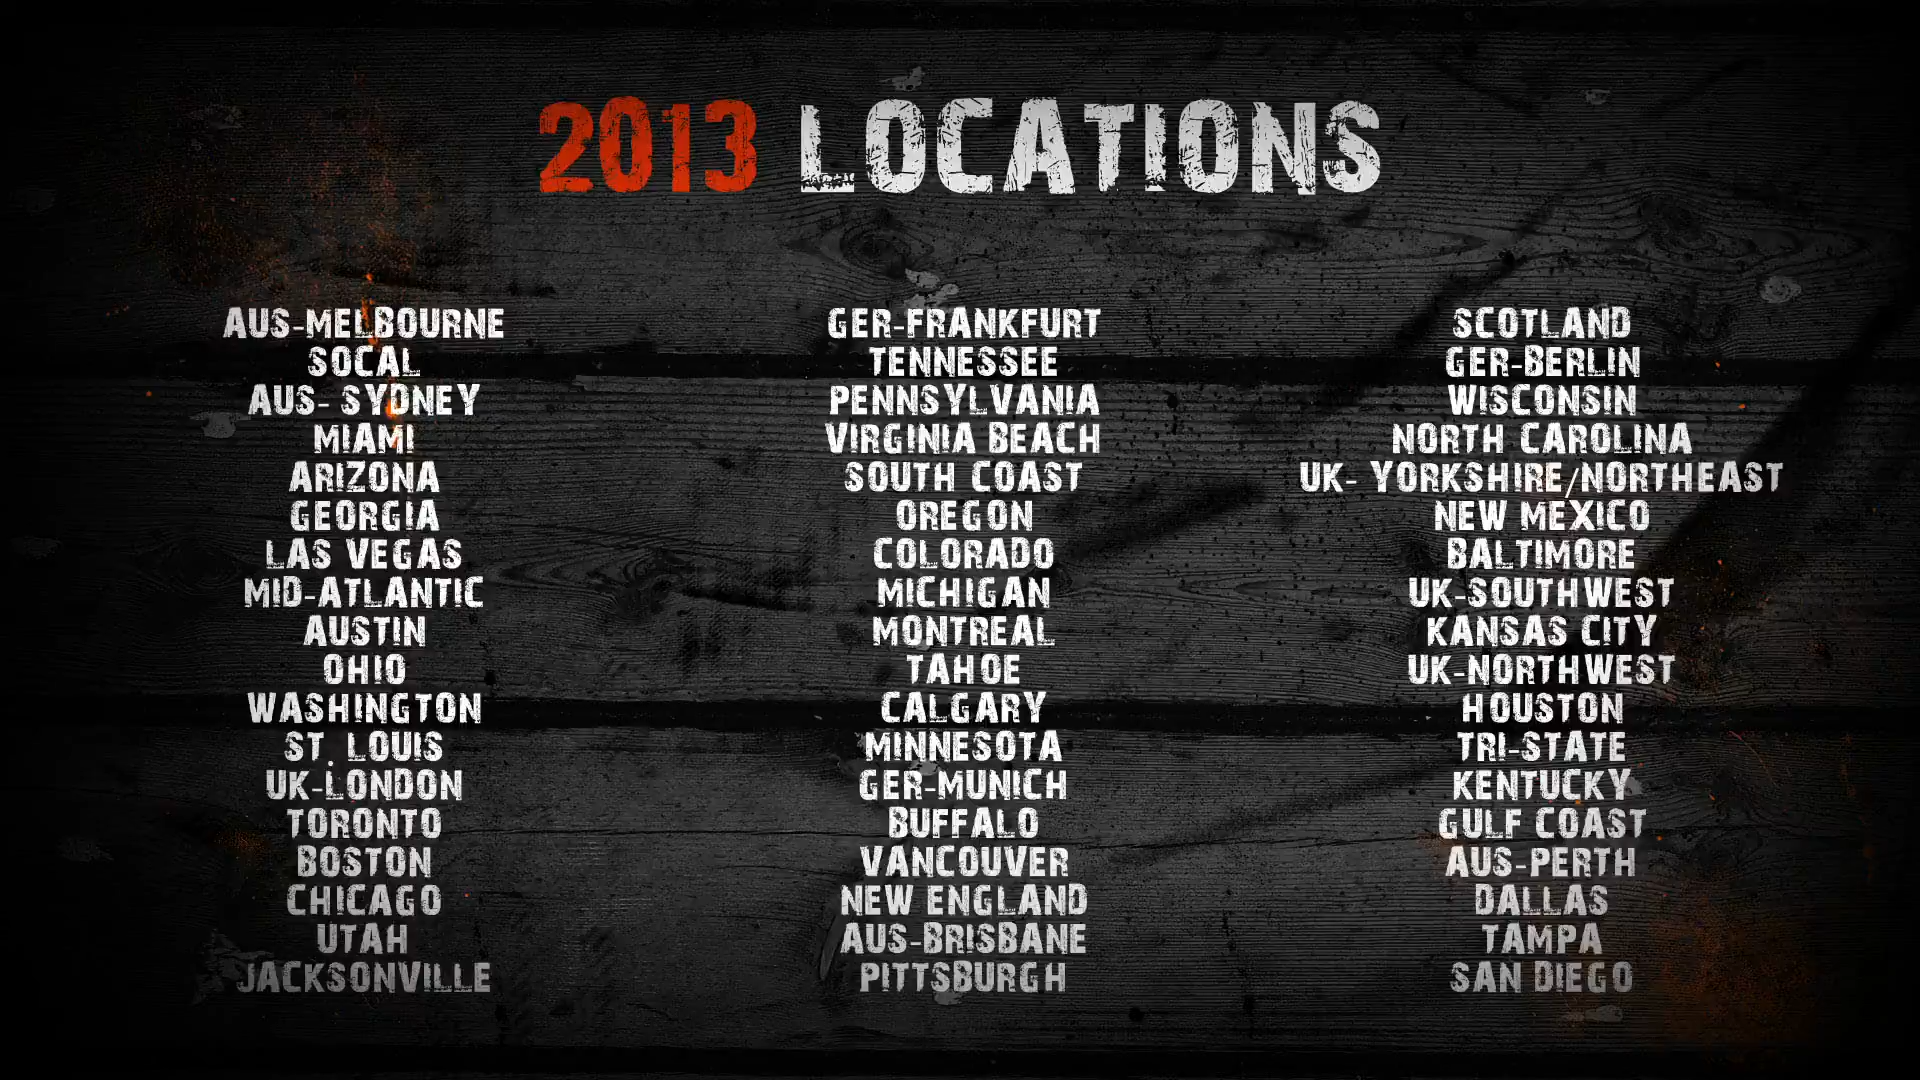 2013 LOCATIONS
AUS-MELBOURNE
SOCAL
AUS- SYDNEY
MIAMI
ARIZONA
GEORGIA
LAS VEGAS
MID-ATLANTIC
AUSTIN
OHIO
WASHINGTON
ST. LOUIS
UK-LONDON
TORONTO
BOSTON
CHICAGO
UTAH
JACKSONVILLE
GER-FRANKFURT
TENNESSEE
PENNSYLVANIA
VIRGINIA BEACH
SOUTH COAST
OREGON
COLORADO
MICHIGAN
MONTREAL
TAHOE
CALGARY
MINNESOTA
GER-MUNICH
BUFFALO
VANCOUVER
NEW ENGLAND
AUS-BRISBANE
PITTSBURGH
SCOTLAND
GER-BERLIN
WISCONSIN
NORTH CAROLINA
UK- YORKSHIRE/NORTHEAST
NEW MEXICO
BALTIMORE
UK-SOUTHWEST
KANSAS CITY
UK-NORTHWEST
HOUSTON
TRI-STATE
KENTUCKY
GULF COAST
AUS-PERTH
DALLAS
TAMPA
SAN DIEGO